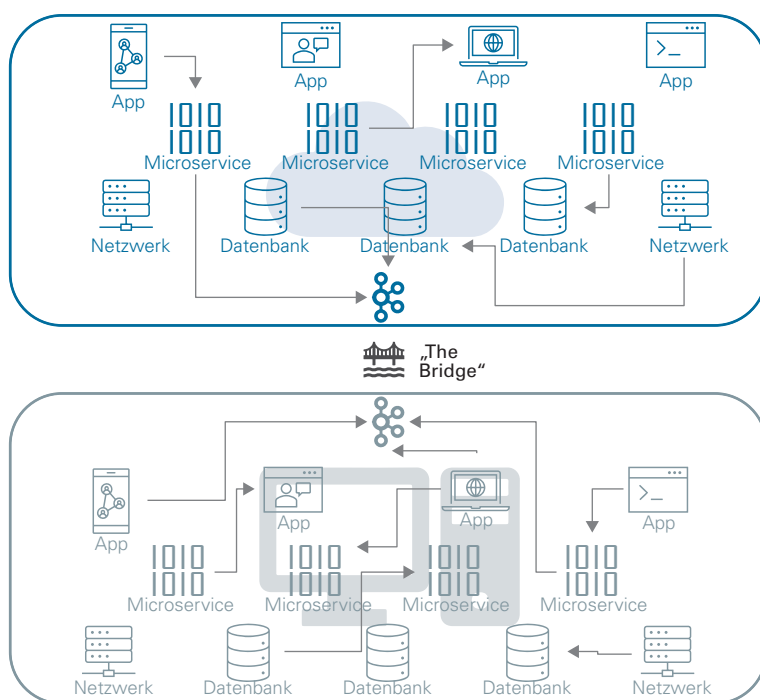 App
App
App
App
Microservice
Microservice
Microservice
Microservice
Netzwerk
Datenbank
Datenbank
Datenbank
Netzwerk
„The
Bridge“
App
App
App
App
Microservice
Microservice
Microservice
Microservice
Netzwerk
Datenbank
Datenbank
Datenbank
Netzwerk